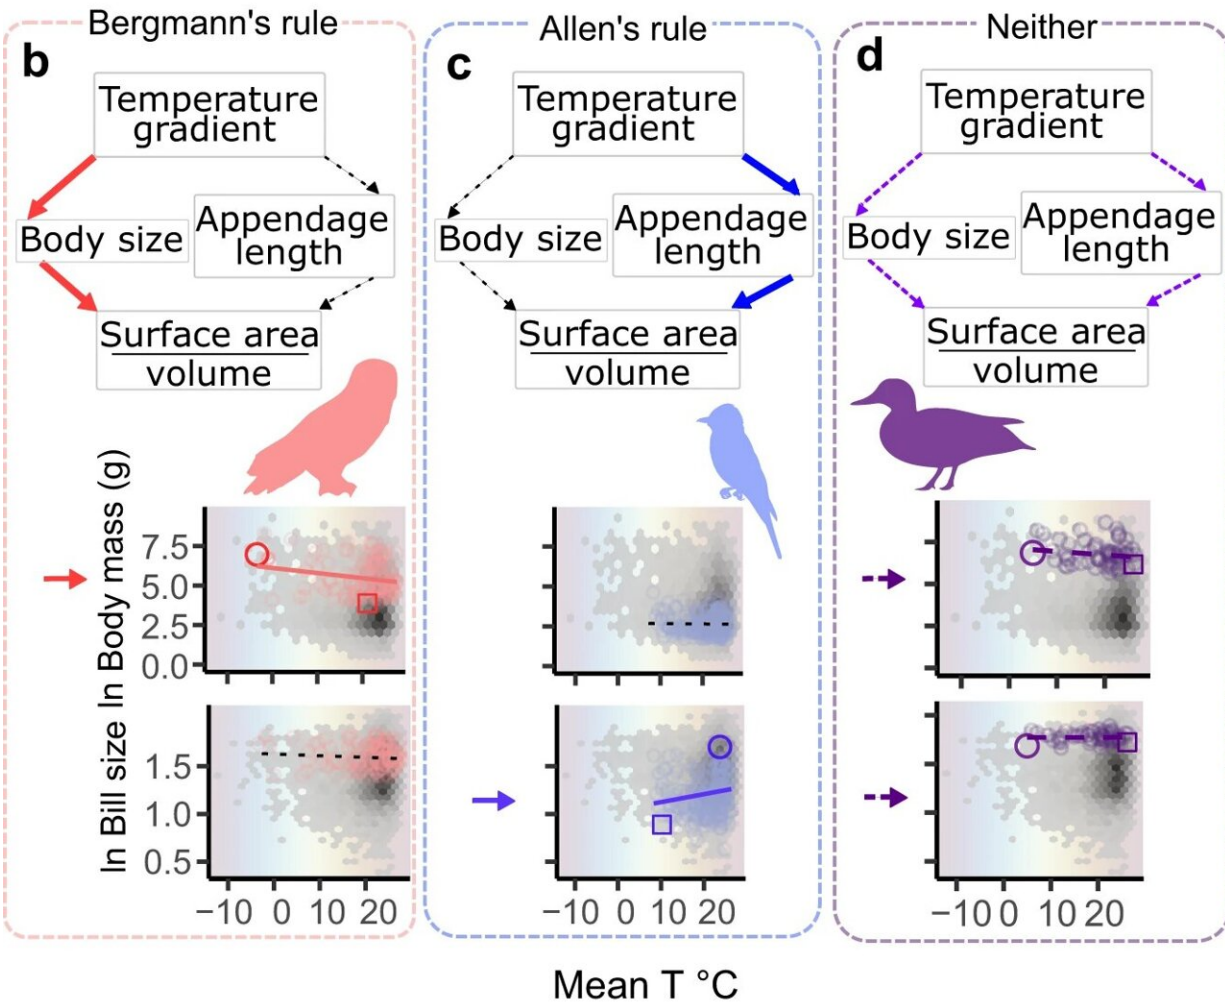 Bergmann's rule
b
Temperature
gradient
Body size
Appendage
length
Surface area
volume
ln Body mass (g)
7.5
5.0
2.5
0.0
ln Bill size
1.5
1.0
0.5
−10 0 10 20
Allen's rule
c
Temperature
gradient
Body size
Appendage
length
Surface area
volume
−10 0 10 20
Neither
d
Temperature
gradient
Body size
Appendage
length
Surface area
volume
−10 0 10 20
Mean T °C